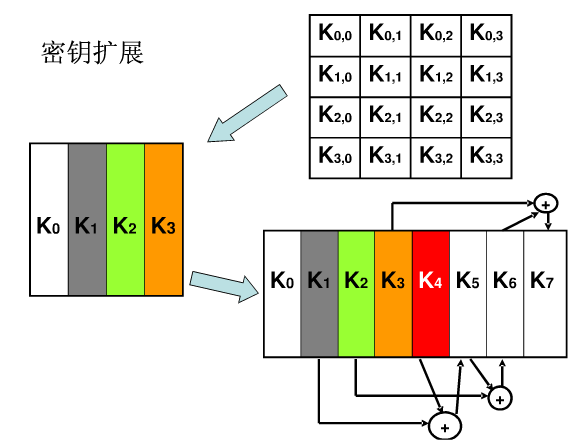 密钥扩展
K0,0 K0,1 K0,2 K0,3
K1,0 K1,1 K1,2 K1,3
K2,0 K2,1 K2,2 K2,3
K3,0 K3,1 K3,2 K3,3
K0 K1 K2 K3
+
K0 K1 K2 K3 K4 K5 K6 K7
+
+